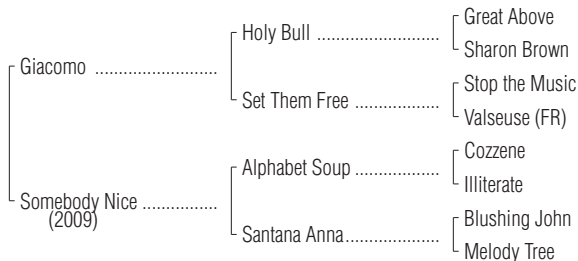 Great Above
Holy Bull ..............................
Sharon Brown
Giacomo ..............................
Stop the Music
Set Them Free .....................
Valseuse (FR)
Cozzene
Alphabet Soup .....................
Illiterate
Somebody Nice ..................
(2009)
Blushing John
Santana Anna.......................
Melody Tree